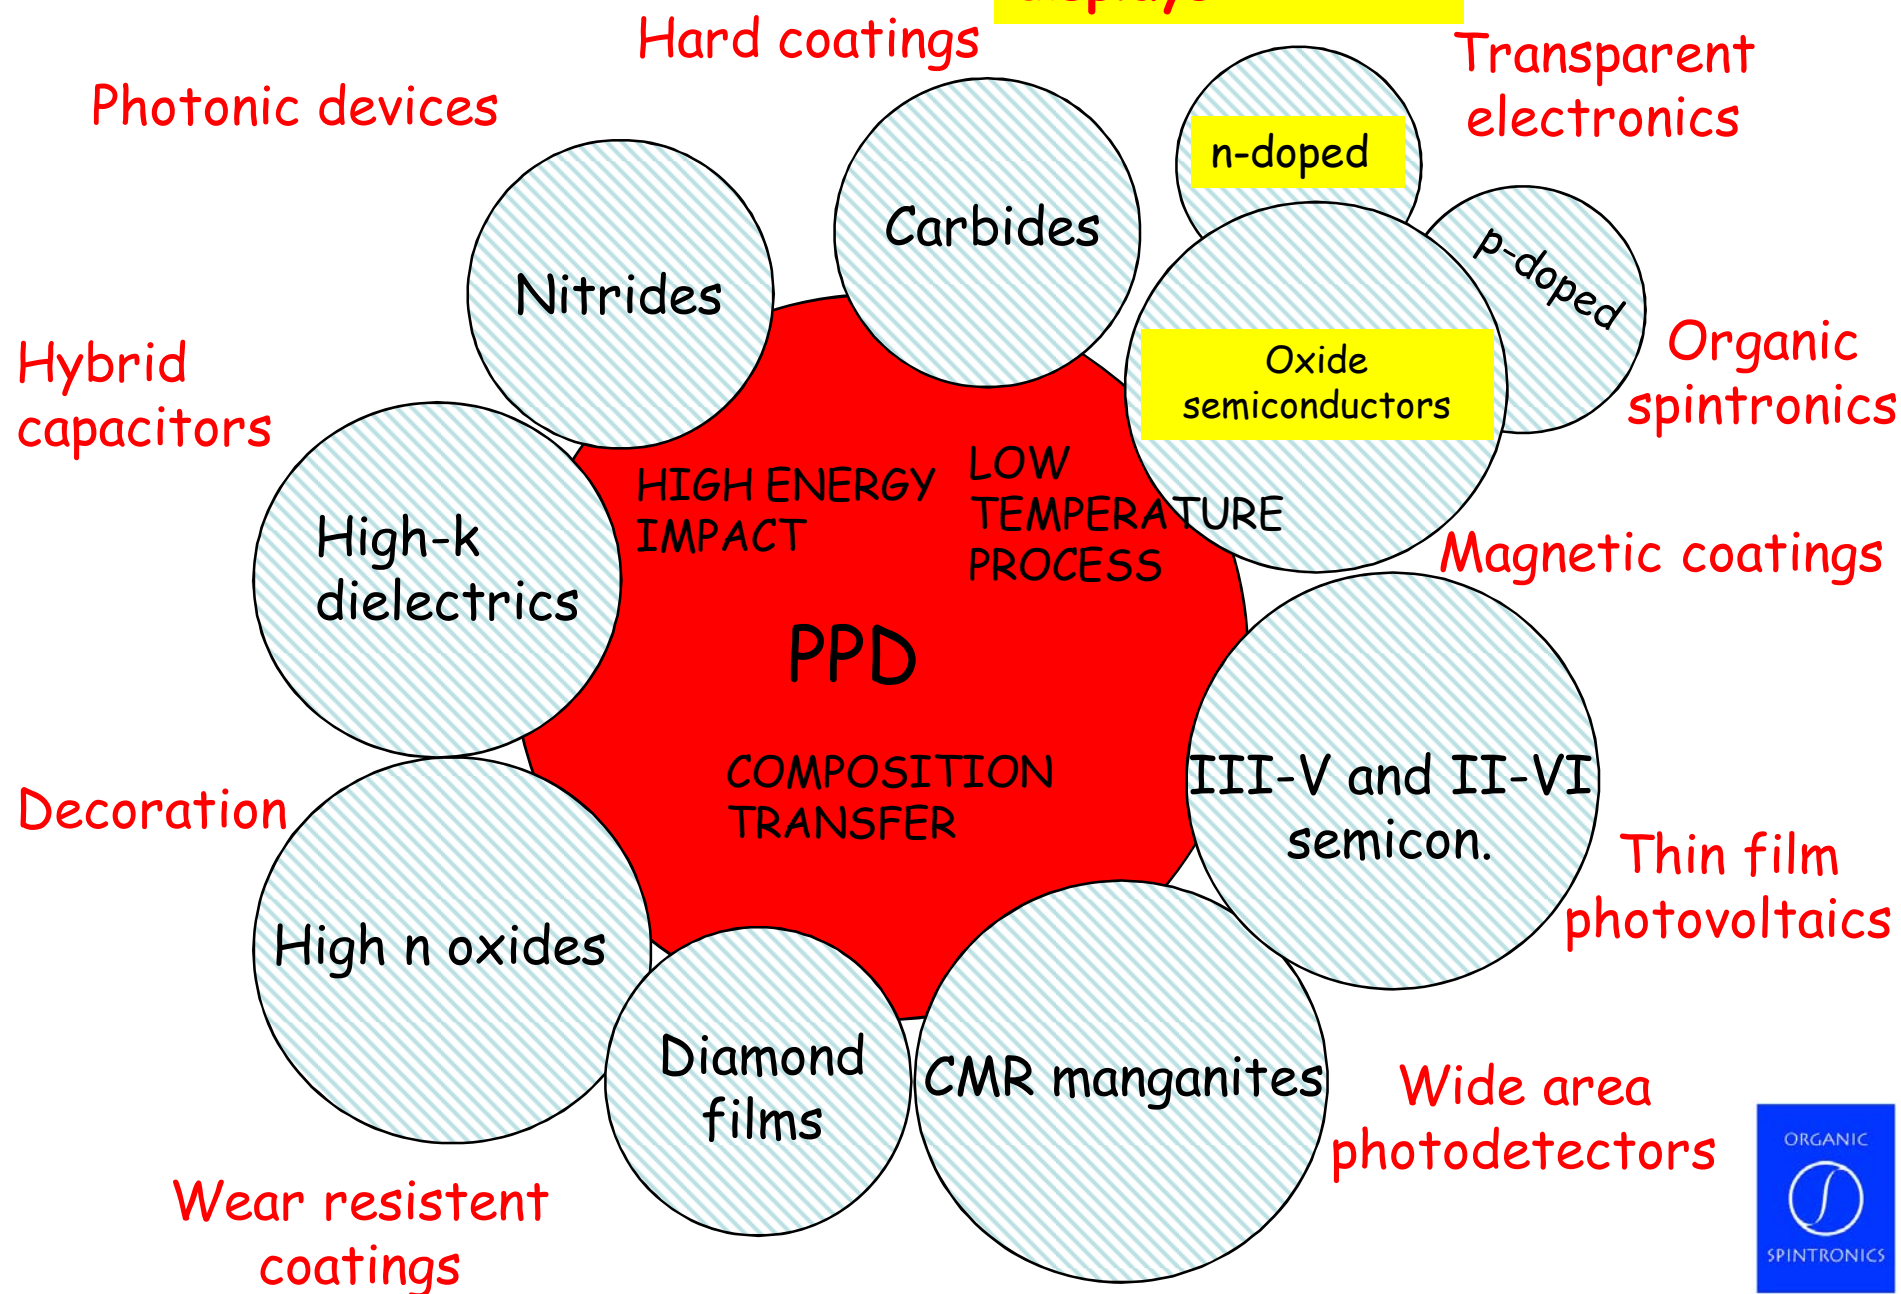 displays
Hard coatings
Transparent
electronics
Photonic devices
n-doped
Carbides
p-doped
Nitrides
Oxide
semiconductors
Organic
spintronics
Hybrid
capacitors
HIGH ENERGY
IMPACT
LOW
TEMPERATURE
PROCESS
High-k
dielectrics
Magnetic coatings
PPD
III-V and II-VI
semicon.
COMPOSITION
TRANSFER
Decoration
Thin film
photovoltaics
High n oxides
Diamond
films
CMR manganites
Wide area
photodetectors
Wear resistent
coatings
ORGANIC
SPINTRONICS